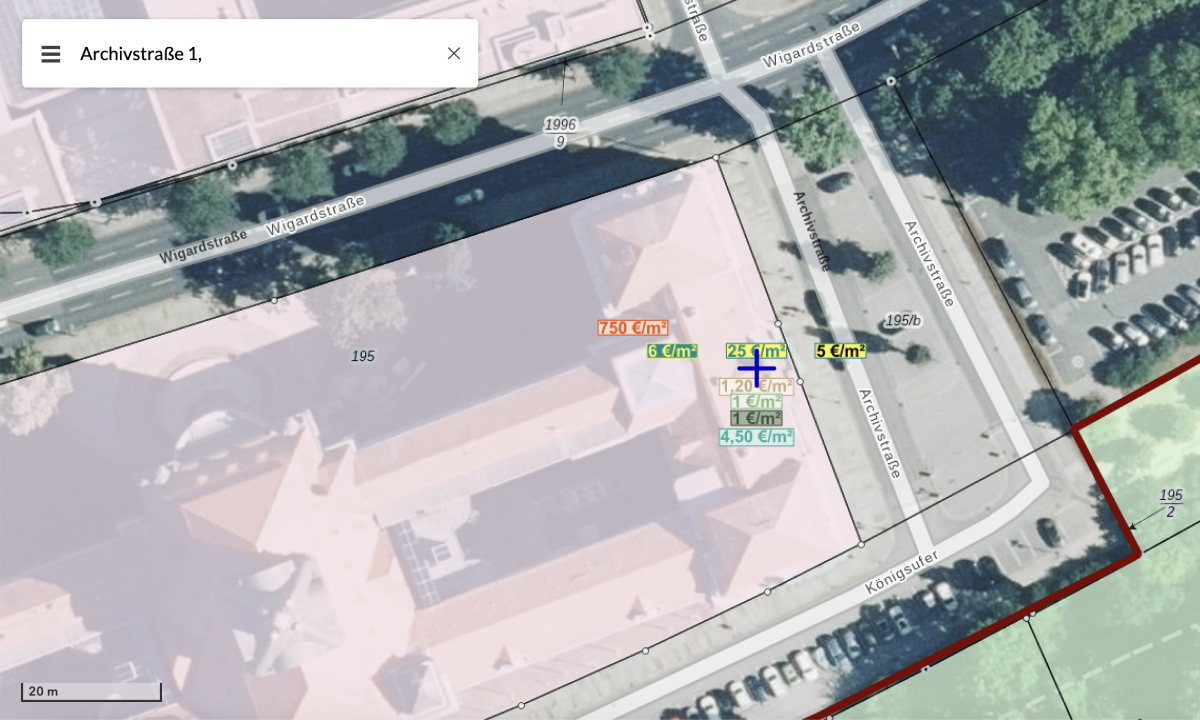 Archivstraße 1,
straße
Wigardstraße
1996
9
Wigardstraße
Wigardstraße
Archivstraße
Archivstraße
195/b
750 €/m²
195
6 €/m²
25 €/m²
5 €/m²
1,20 €/m²
1 €/m²
1 €/m²
4,50 €/m²
Archivstraße
195
2
Königsufer
20 m